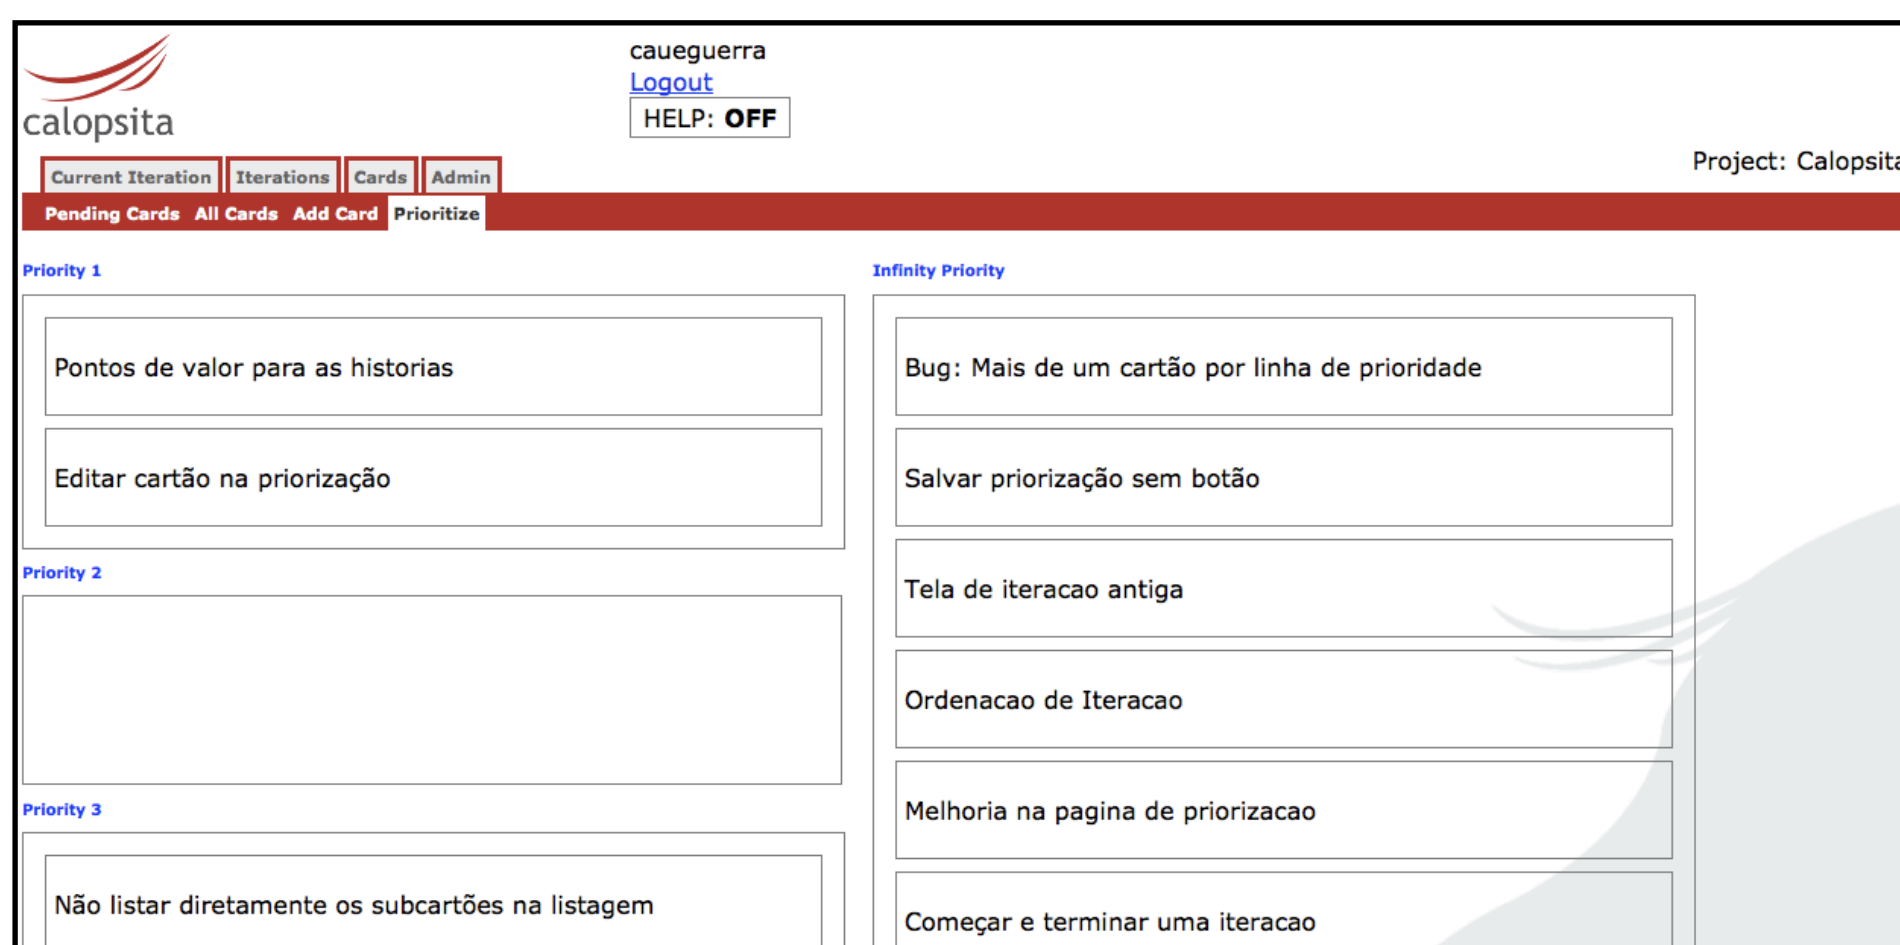 calopsita
caueguerra
Logout
HELP: OFF
Project: Calopsita
Current Iteration Iterations Cards Admin
Pending Cards All Cards Add Card Prioritize
Priority 1
Pontos de valor para as historias
Editar cartão na priorização
Priority 2
Priority 3
Não listar diretamente os subcartões na listagem
Infinity Priority
Bug: Mais de um cartão por linha de prioridade
Salvar priorização sem botão
Tela de iteracao antiga
Ordenacao de Iteracao
Melhoria na pagina de priorizacao
Começar e terminar uma iteracao